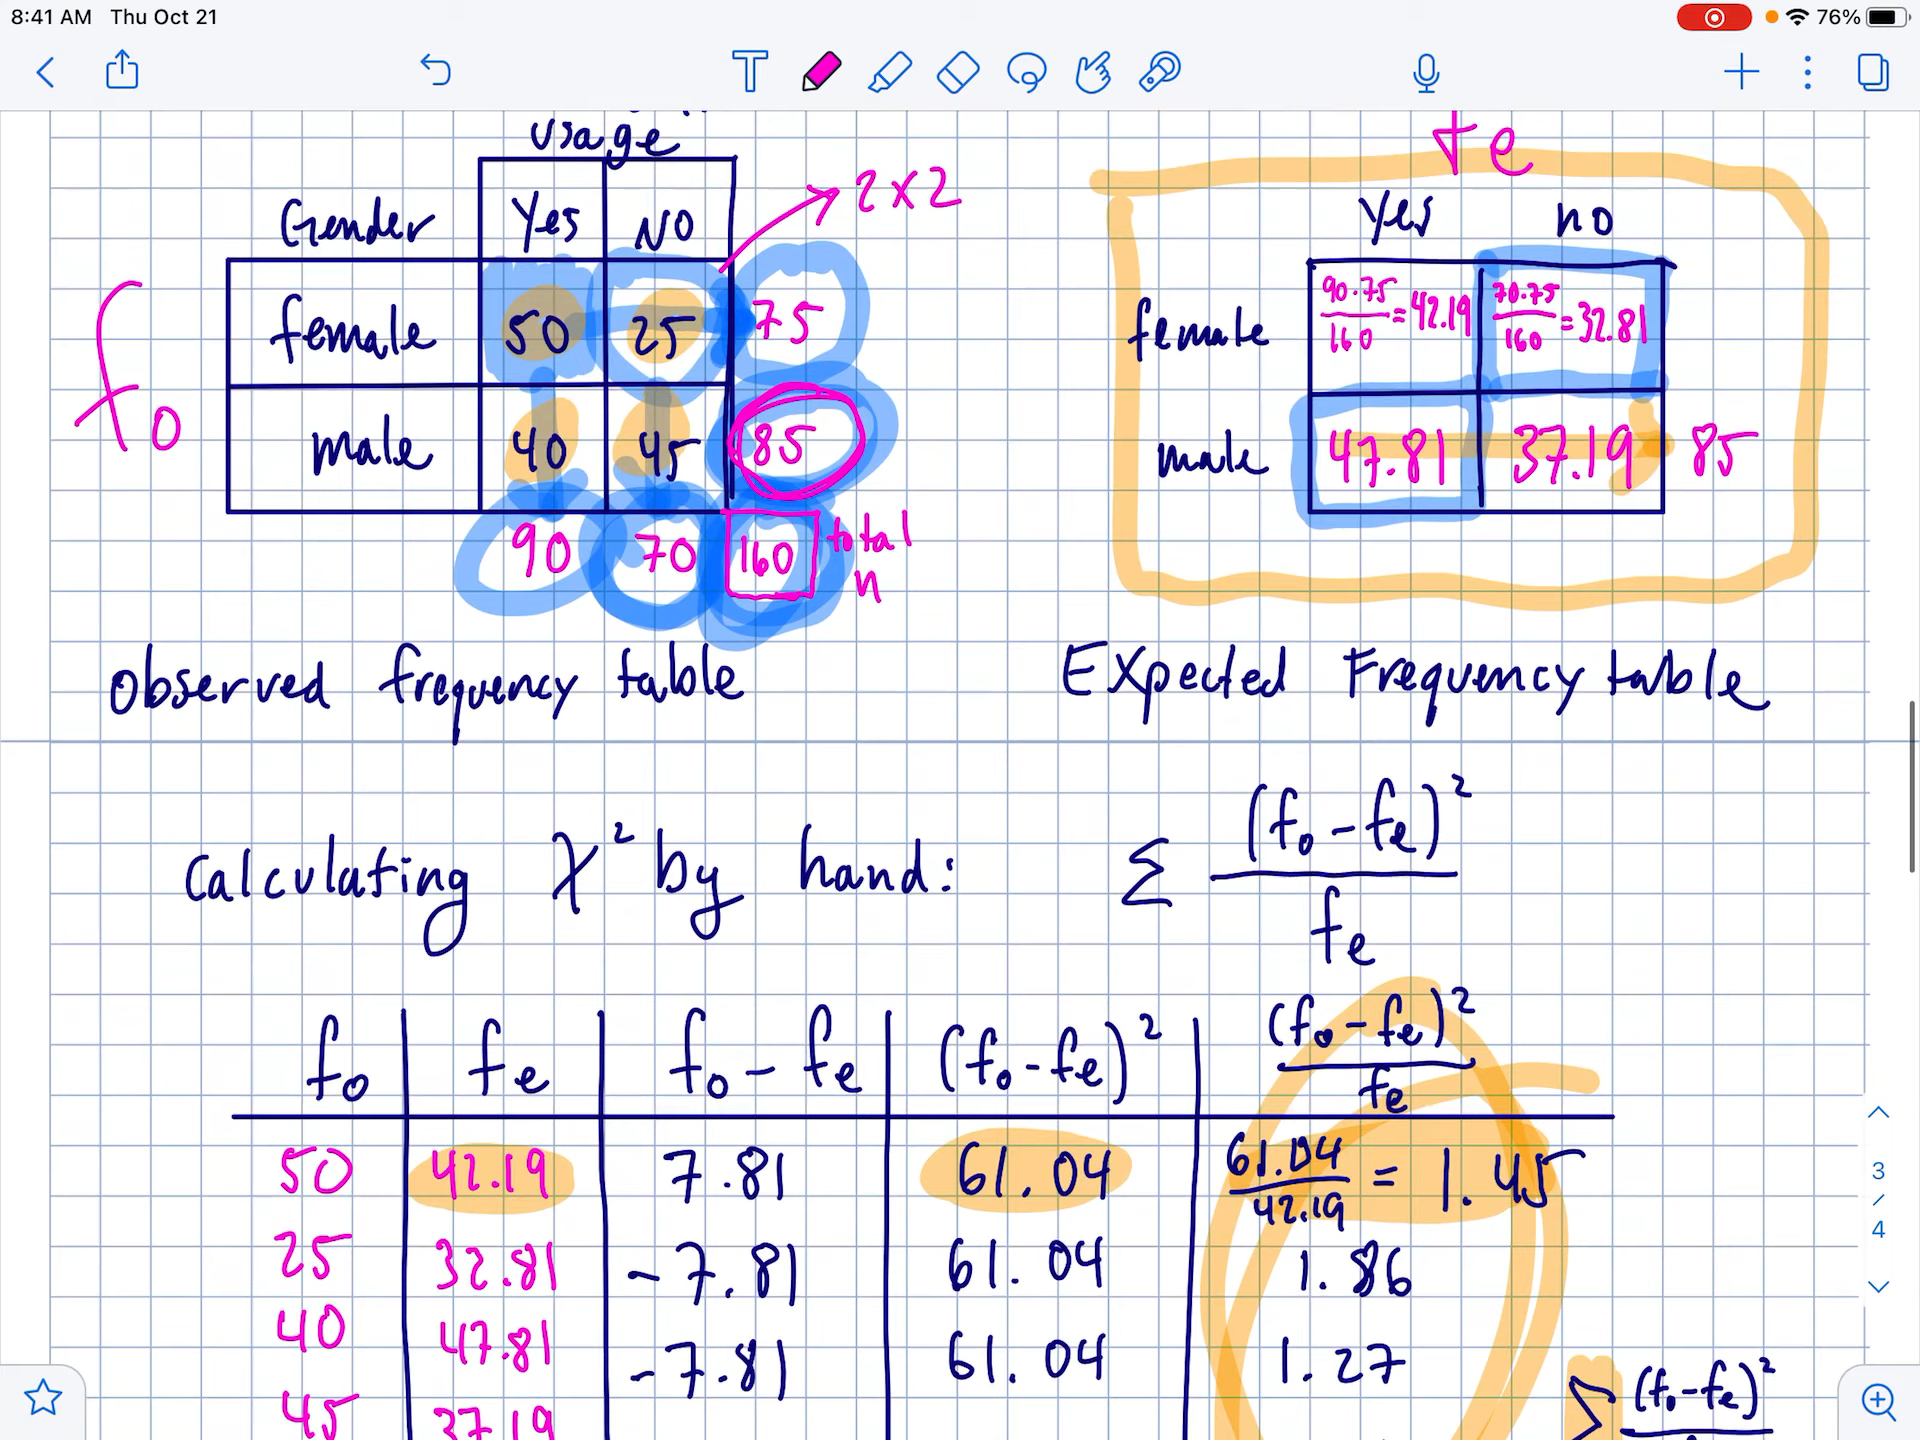 8:41 AM Thu Oct 21
76%
T
usage
Gender Yes No
female 50 25 75
male 40 45 85
90 70 160 total n
2x2
fo
Observed frequency table
fe
yes no
female 90·75/160 = 42.19 70·75/160 = 32.81
male 47.81 37.19 85
Expected Frequency table
Calculating χ² by hand: Σ (fo - fe)²/fe
fo fe fo - fe (fo - fe)² (fo - fe)²/fe
50 42.19 7.81 61.04 61.04/42.19 = 1.45
25 32.81 -7.81 61.04 1.86
40 47.81 -7.81 61.04 1.27
45 37.19
Σ (fo - fe)²
3
/
4